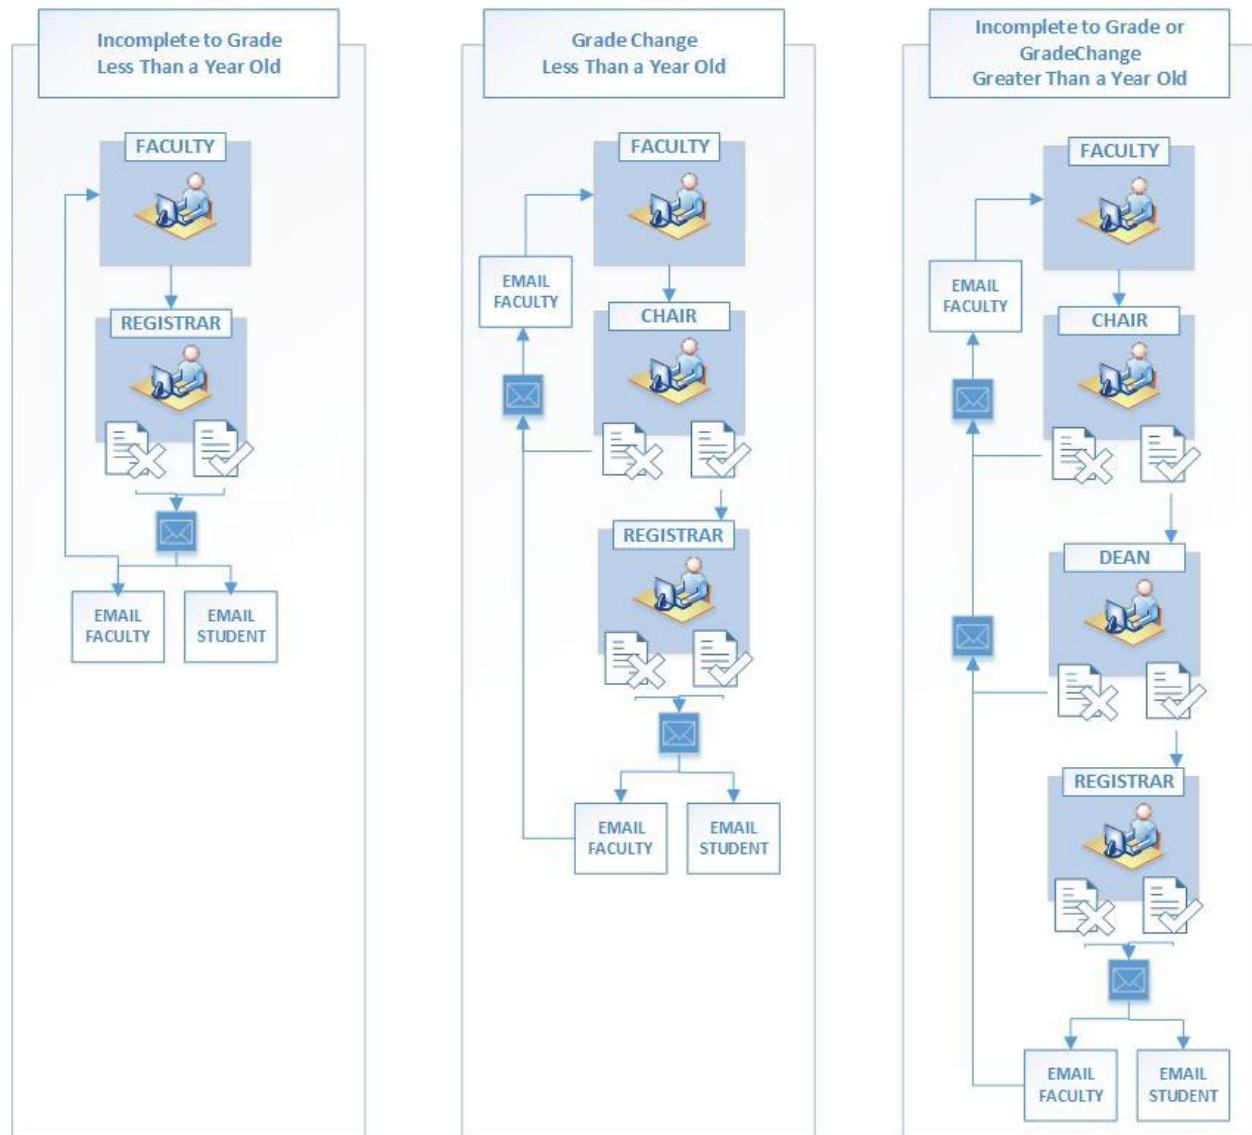 Incomplete to Grade
Less Than a Year Old
FACULTY
REGISTRAR
EMAIL
FACULTY
EMAIL
STUDENT
Grade Change
Less Than a Year Old
FACULTY
EMAIL
FACULTY
CHAIR
REGISTRAR
EMAIL
FACULTY
EMAIL
STUDENT
Incomplete to Grade or
GradeChange
Greater Than a Year Old
FACULTY
EMAIL
FACULTY
CHAIR
DEAN
REGISTRAR
EMAIL
FACULTY
EMAIL
STUDENT